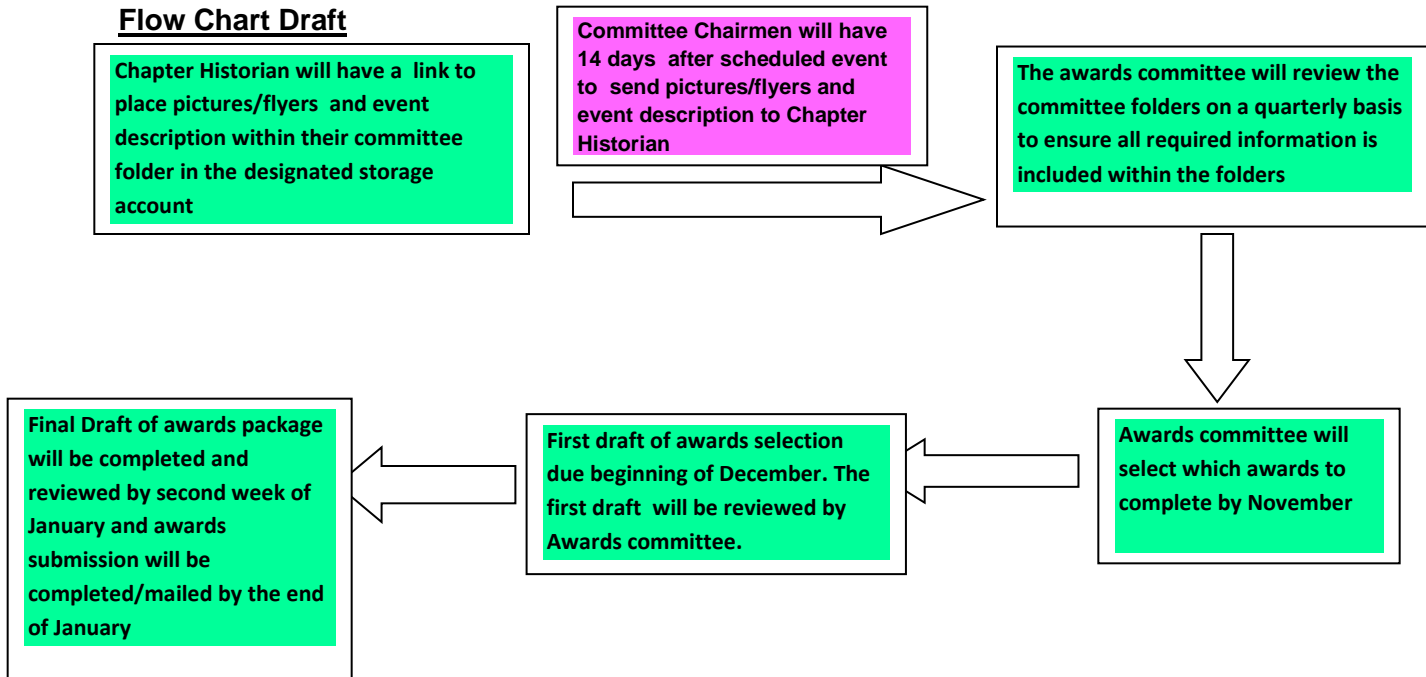 Flow Chart Draft
Chapter Historian will have a link to
place pictures/flyers and event
description within their committee
folder in the designated storage
account
Committee Chairmen will have
14 days after scheduled event
to send pictures/flyers and
event description to Chapter
Historian
The awards committee will review the
committee folders on a quarterly basis
to ensure all required information is
included within the folders
Awards committee will
select which awards to
complete by November
First draft of awards selection
due beginning of December. The
first draft will be reviewed by
Awards committee.
Final Draft of awards package
will be completed and
reviewed by second week of
January and awards
submission will be
completed/mailed by the end
of January